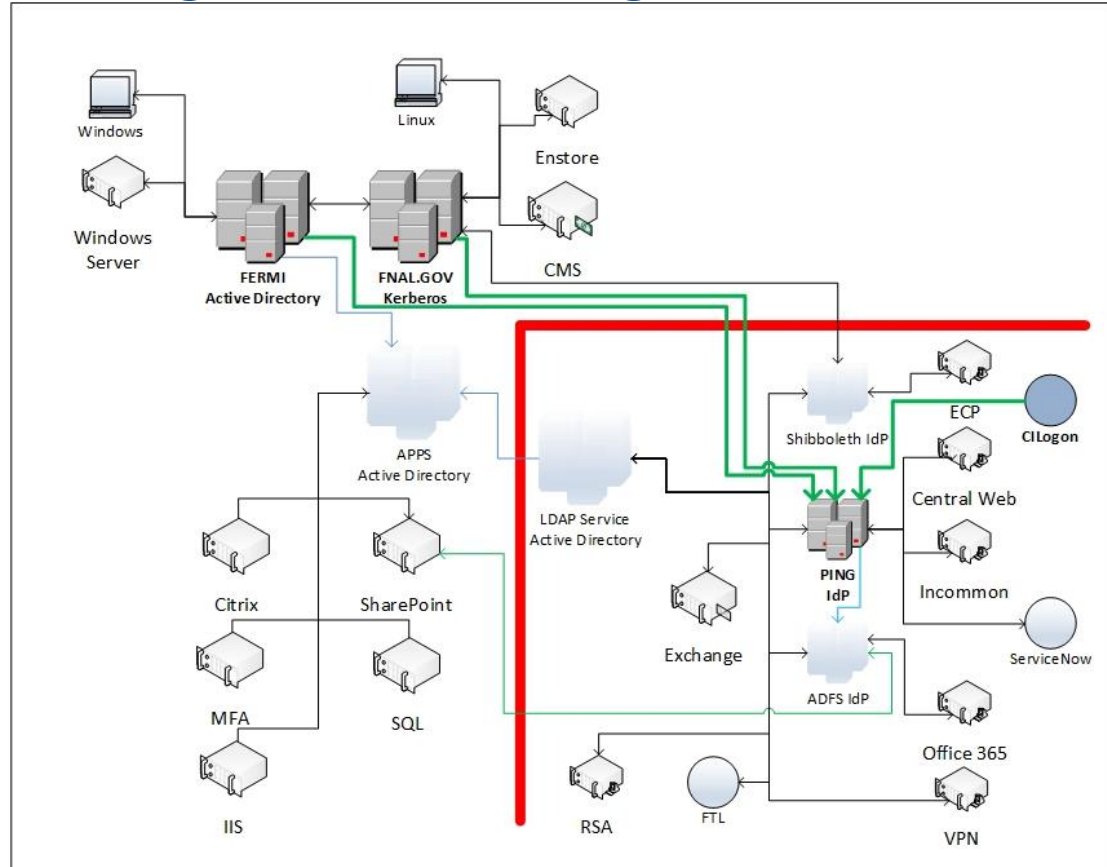 Windows
Linux
Enstore
Windows
Server
CMS
FERMI
Active Directory
FNAL.GOV
Kerberos
ECP
CILogon
Shibboleth IdP
APPS
Active Directory
LDAP Service
Active Directory
Central Web
PING
IdP
Incommon
Citrix
SharePoint
Exchange
ServiceNow
ADFS IdP
MFA
SQL
Office 365
IIS
RSA
FTL
VPN